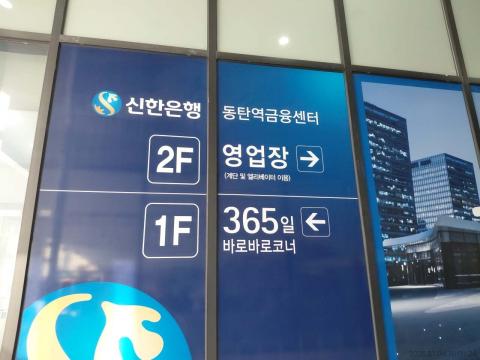 신한은행 동탄역금융센터
2F 영업장 →
(계단 및 엘리베이터 이용)
1F 365일 ←
바로바로코너